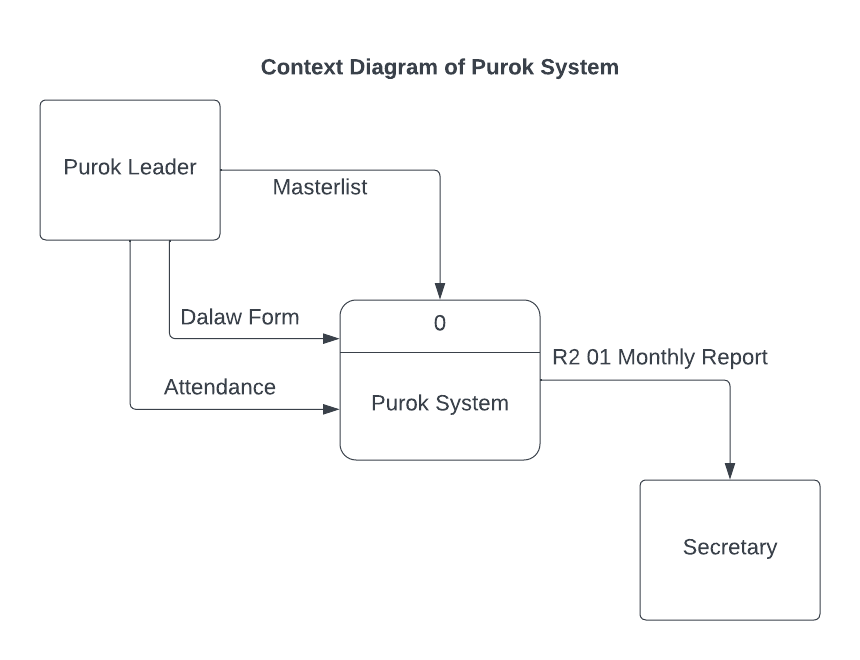 Context Diagram of Purok System
Purok Leader
Masterlist
Dalaw Form
0
R2 01 Monthly Report
Attendance
Purok System
Secretary